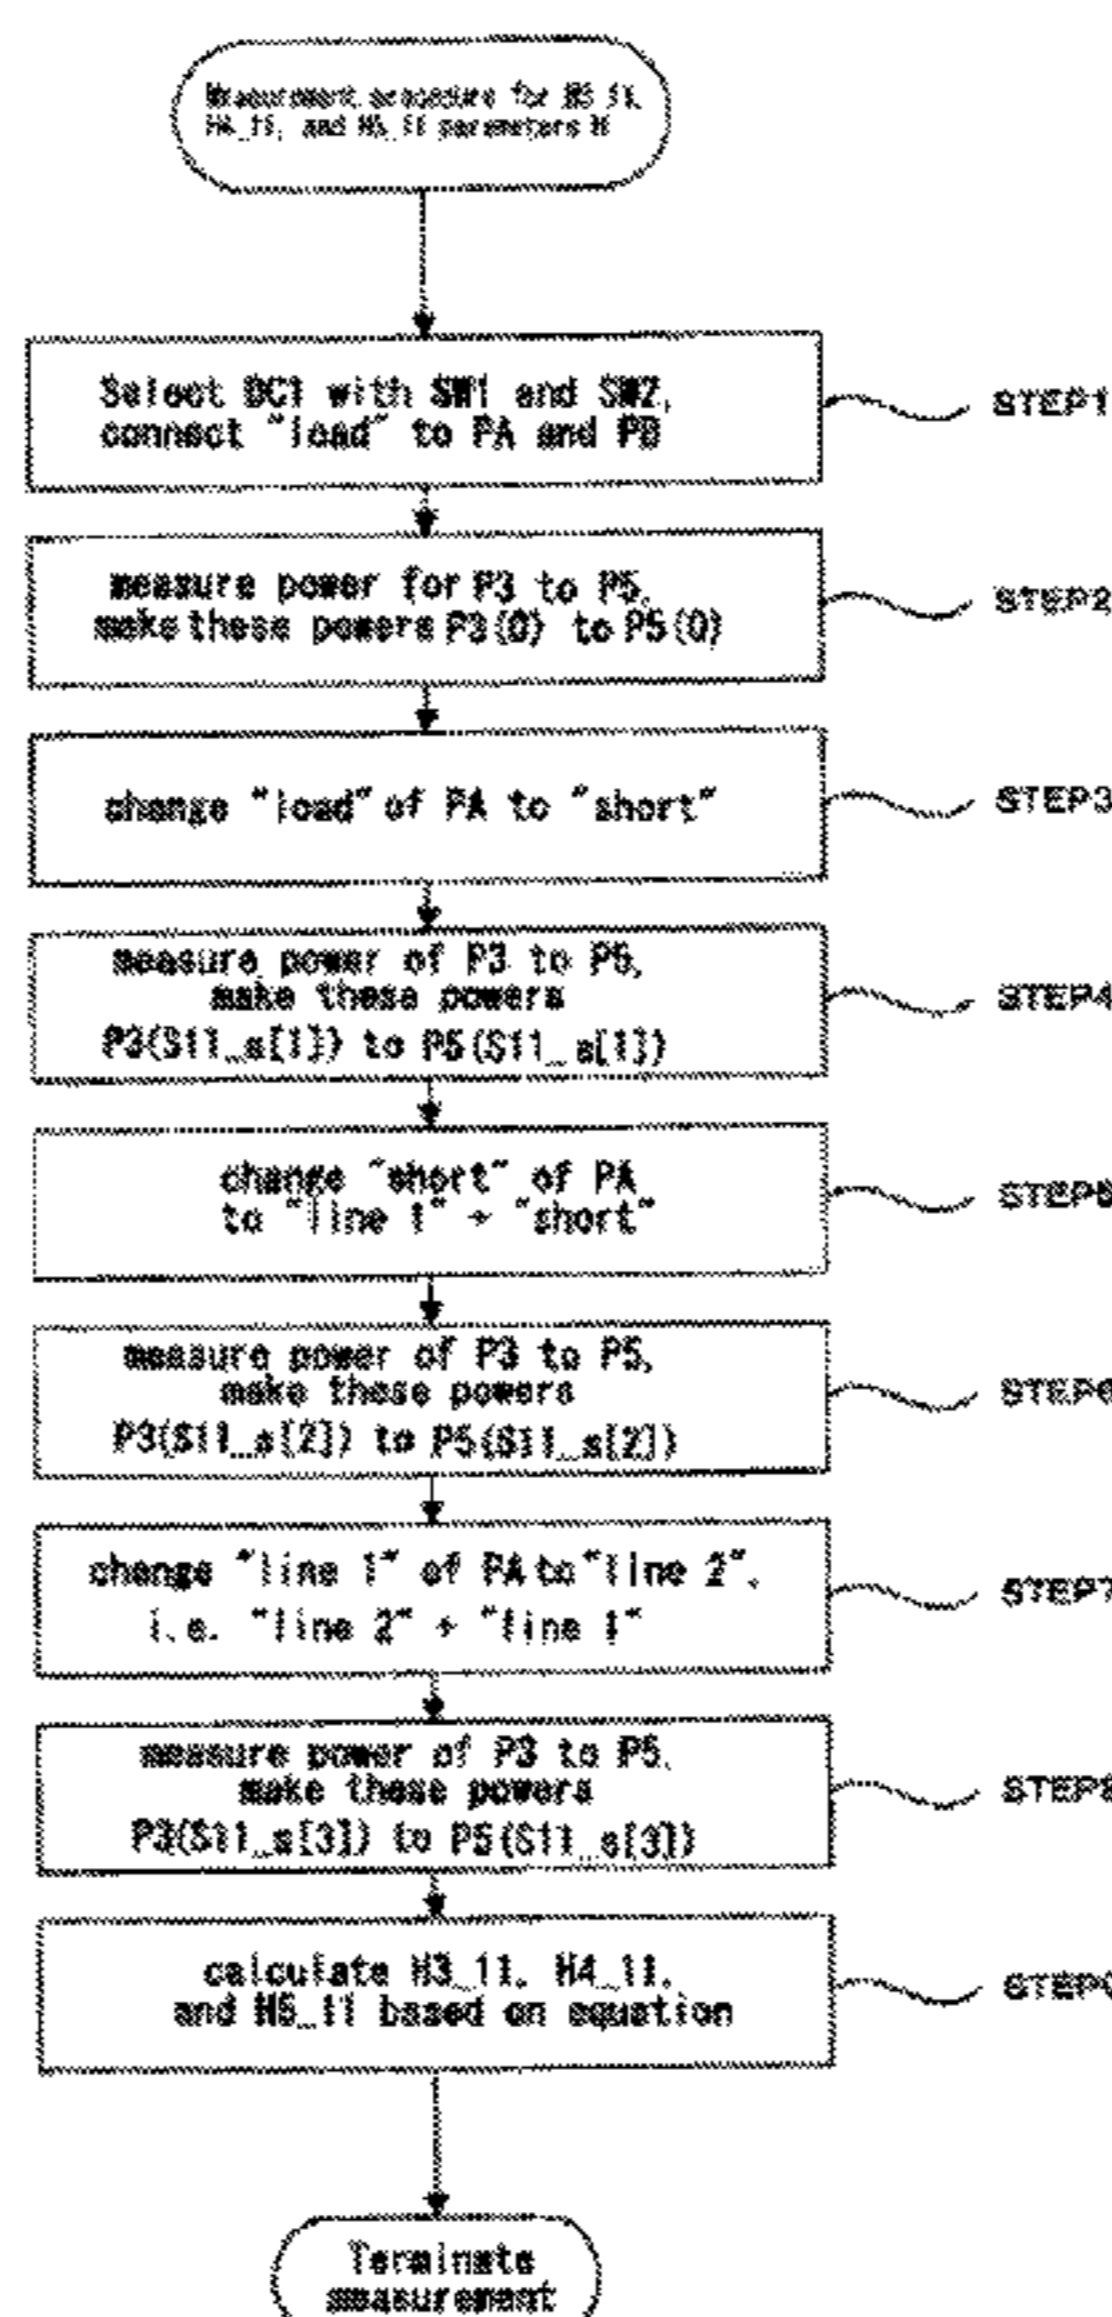 Measurement procedure for H3_11,
H4_11, and H5_11 parameters H
Select DC1 with SW1 and SW2,
connect "load" to PA and PB
STEP1
measure power for P3 to P5,
make these powers P3(0) to P5(0)
STEP2
change "load" of PA to "short"
STEP3
measure power of P3 to P5,
make these powers
P3(S11_s[1]) to P5(S11_s[1])
STEP4
change "short" of PA
to "line 1" + "short"
STEP5
measure power of P3 to P5,
make these powers
P3(S11_s[2]) to P5(S11_s[2])
STEP6
change "line 1" of PA to "line 2",
i.e. "line 2" + "line 1"
STEP7
measure power of P3 to P5,
make these powers
P3(S11_s[3]) to P5(S11_s[3])
STEP8
calculate H3_11, H4_11,
and H5_11 based on equation
Terminate
measurement